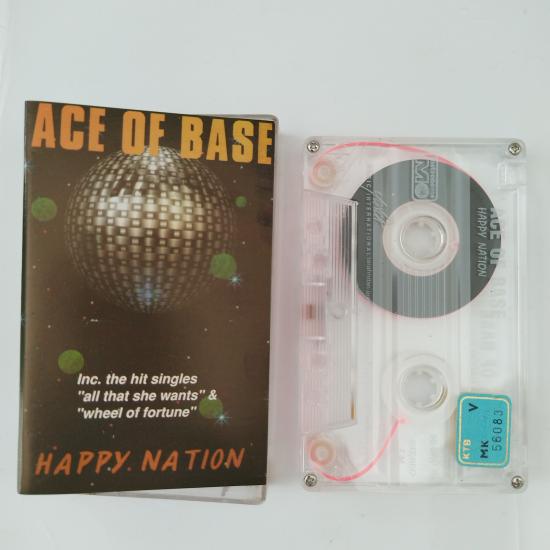 ACE OF BASE
Inc. the hit singles
"all that she wants" &
"wheel of fortune"
HAPPY NATION
ACE OF BASE
HAPPY NATION
INTERNATIONAL
KTB V
MK 56083